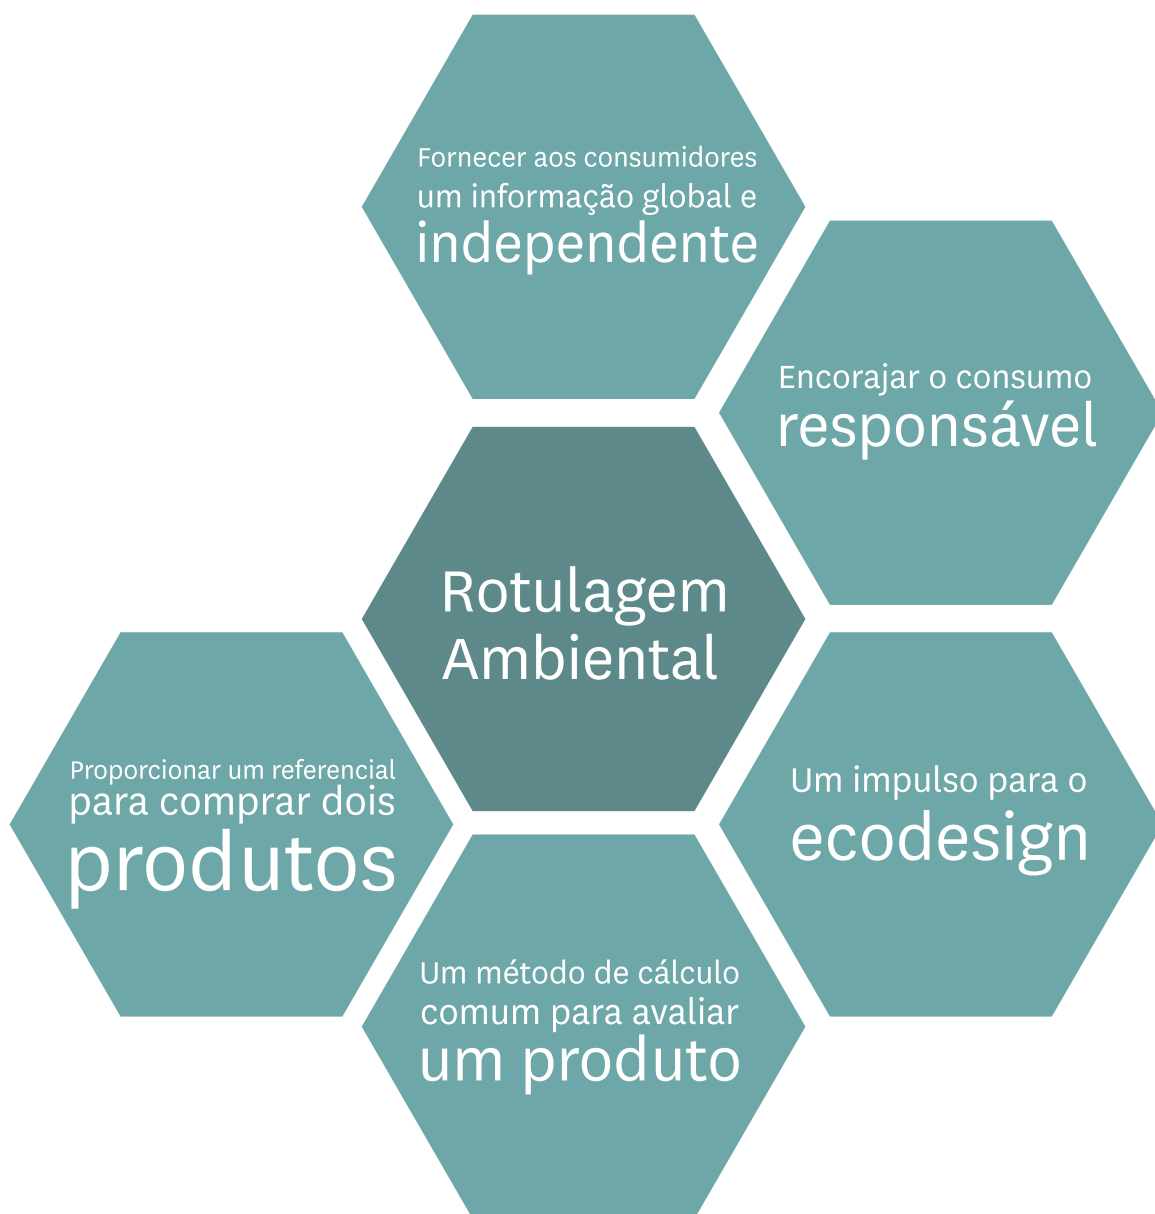 Fornecer aos consumidores
um informação global e
independente
Encorajar o consumo
responsável
Rotulagem
Ambiental
Proporcionar um referencial
para comprar dois
produtos
Um impulso para o
ecodesign
Um método de cálculo
comum para avaliar
um produto